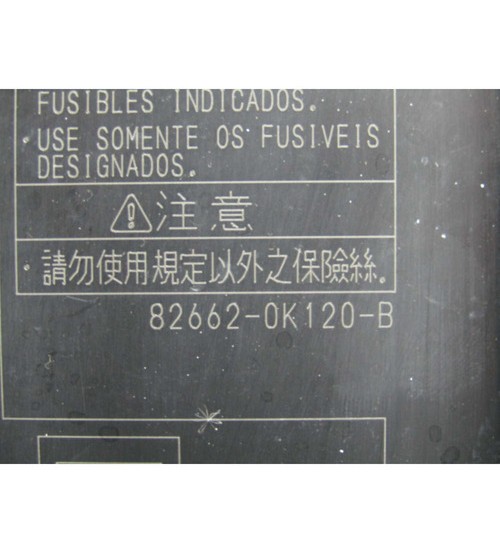 FUSIBLES INDICADOS.
·USE SOMENTE OS FUSIVEIS
DESIGNADOS.
⚠注意
·請勿使用規定以外之保險絲.
82662-0K120-B